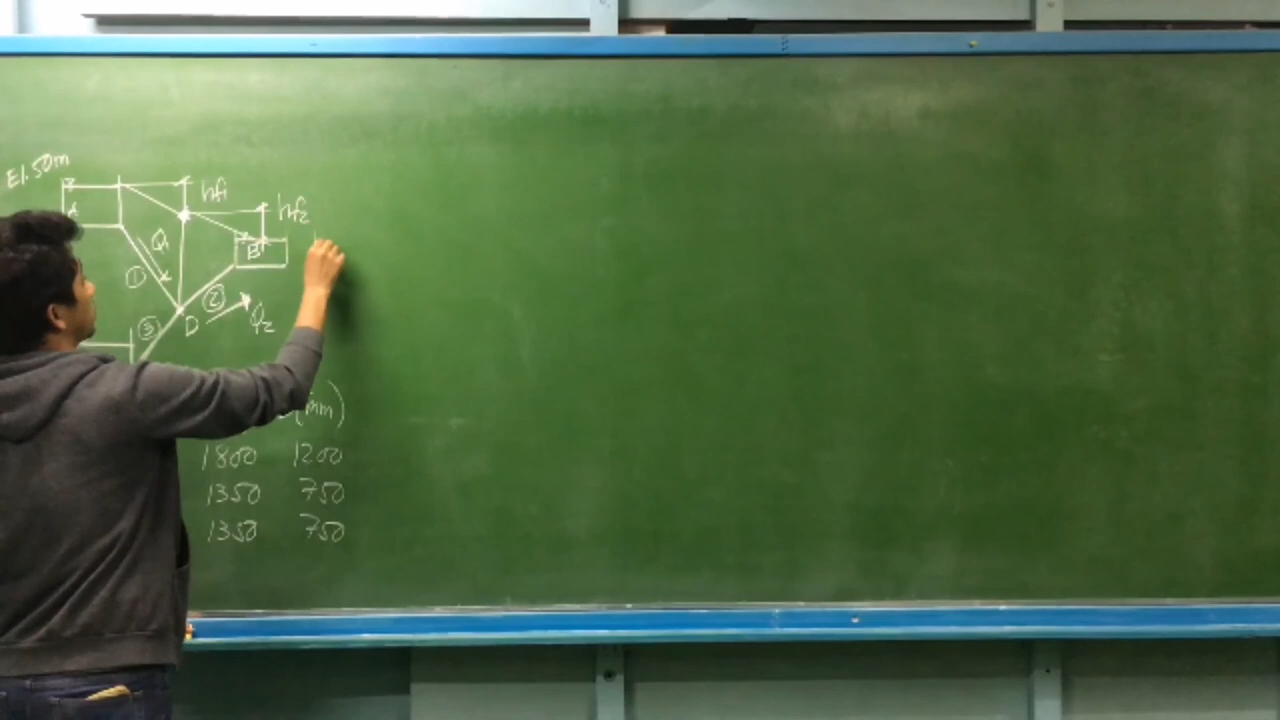 El. 50m
hf1
hf2
B
Q1
①
②
Q2
③
D
(mm)
1800 1200
1350 750
1350 750